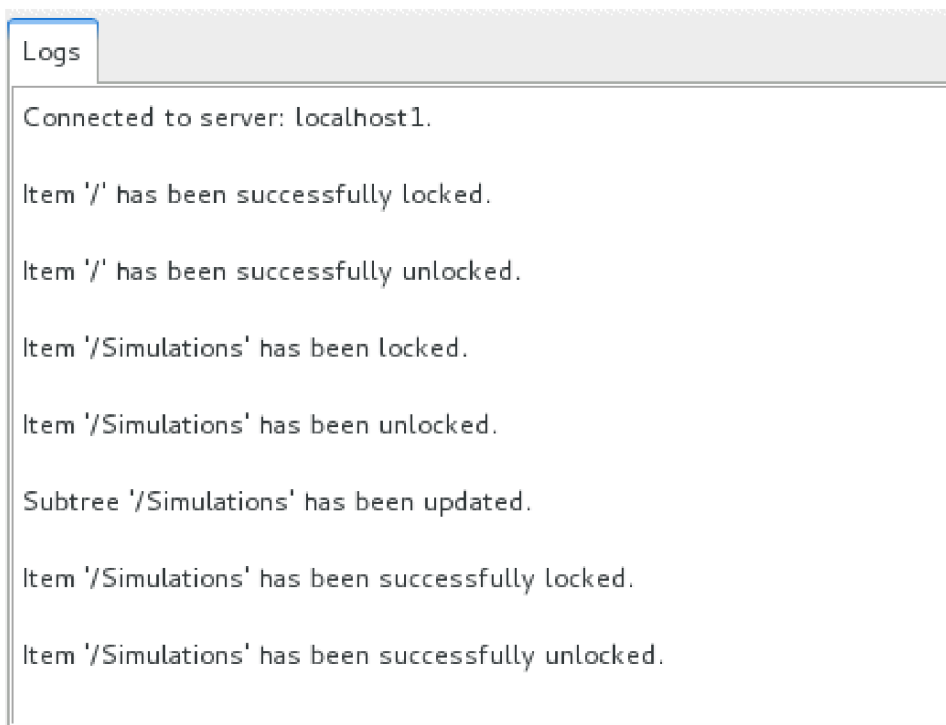 Logs
Connected to server: localhost1.
Item '/' has been successfully locked.
Item '/' has been successfully unlocked.
Item '/Simulations' has been locked.
Item '/Simulations' has been unlocked.
Subtree '/Simulations' has been updated.
Item '/Simulations' has been successfully locked.
Item '/Simulations' has been successfully unlocked.